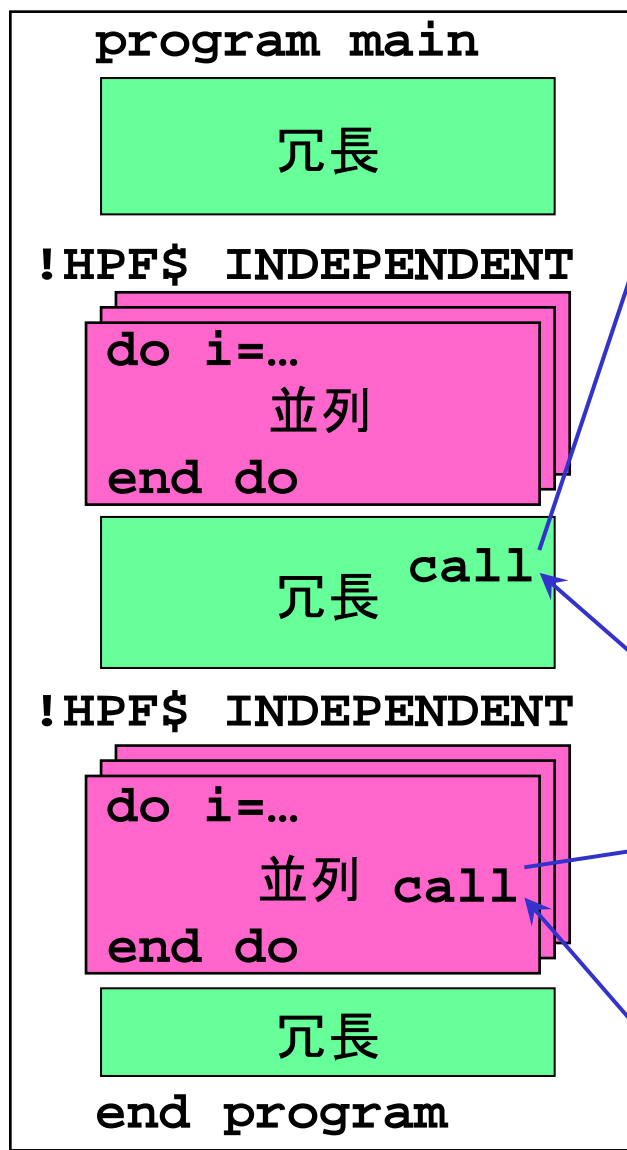 program main
冗長
!HPF$ INDEPENDENT
do i=…
並列
end do
call
冗長
!HPF$ INDEPENDENT
do i=…
並列 call
end do
冗長
end program